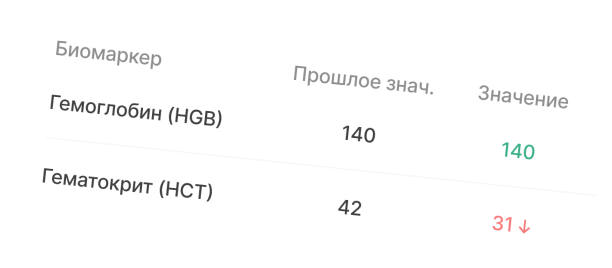 Биомаркер Прошлое знач. Значение
Гемоглобин (HGB) 140 140
Гематокрит (HCT) 42 31 ↓